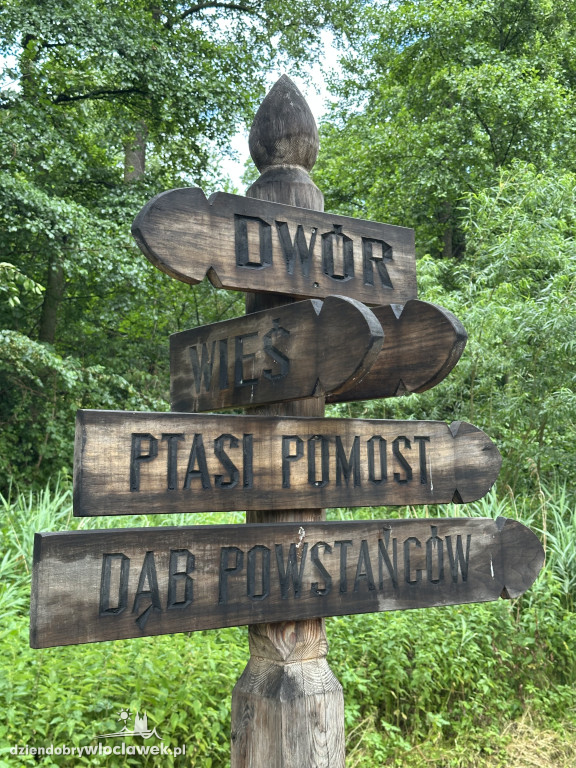 DWÓR
WIEŚ
PTASI POMOST
DĄB POWSTAŃCÓW
dziendobrywloclawek.pl